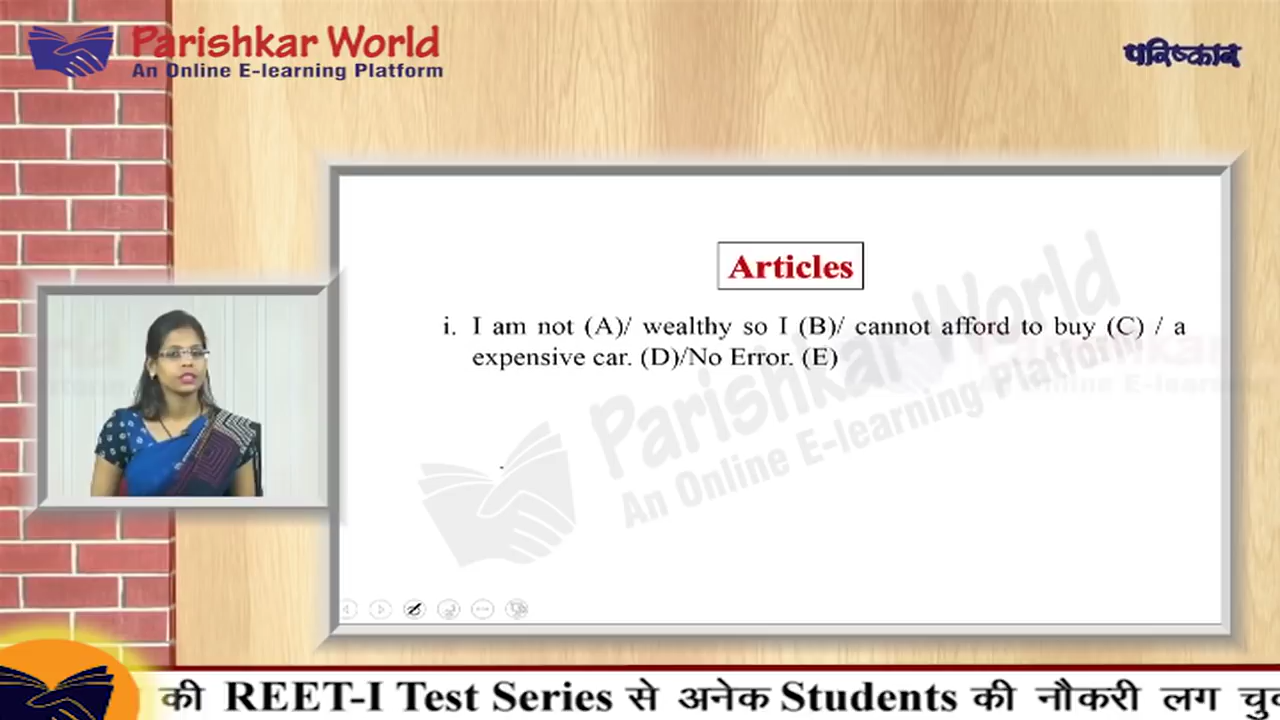 Parishkar World
An Online E-learning Platform
परिष्कार
Articles
i. I am not (A)/ wealthy so I (B)/ cannot afford to buy (C) / a
expensive car. (D)/No Error. (E)
Parishkar World
An Online E-learning Platform
की REET-I Test Series से अनेक Students की नौकरी लग